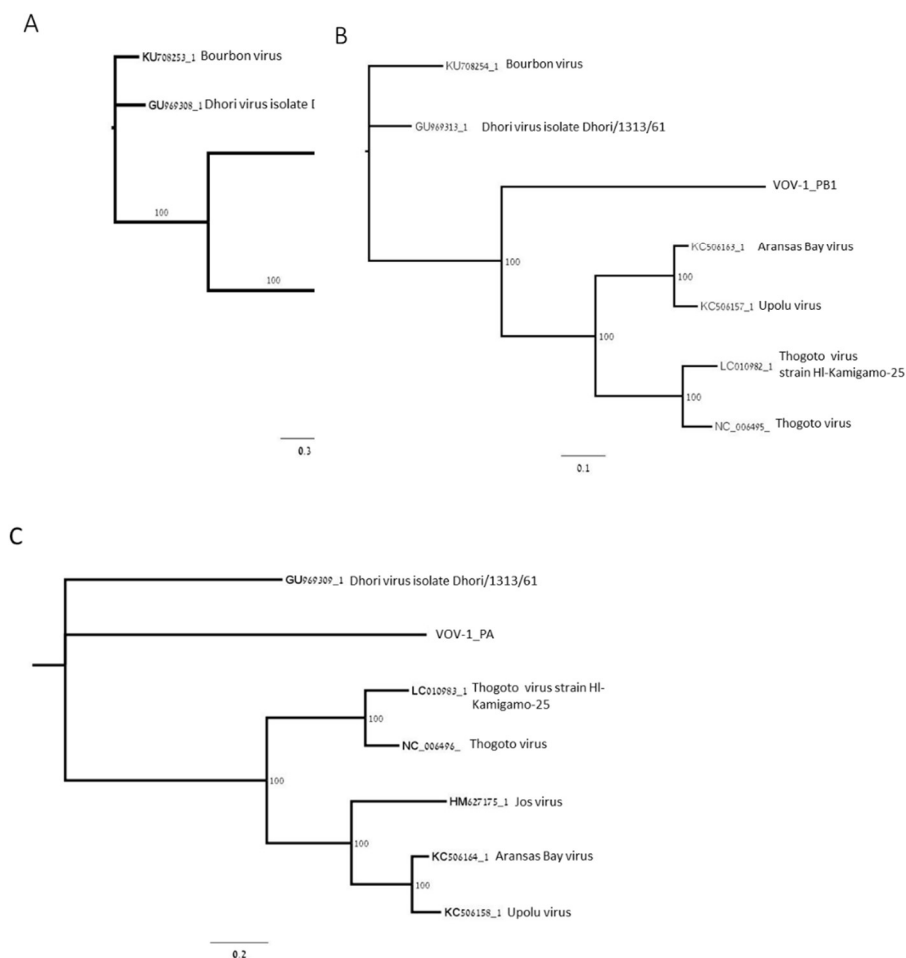 A
KU708253_1 Bourbon virus
GU969308_1 Dhori virus isolate
100
100
0.3
B
KU708254_1 Bourbon virus
GU969313_1 Dhori virus isolate Dhori/1313/61
VOV-1_PB1
100
KC506163_1 Aransas Bay virus
100
KC506157_1 Upolu virus
100
Thogoto virus
LC010982_1 strain Hl-Kamigamo-25
100
NC_006495_ Thogoto virus
0.1
C
GU969309_1 Dhori virus isolate Dhori/1313/61
VOV-1_PA
LC010983_1 Thogoto virus strain Hl-
Kamigamo-25
100
NC_006496_ Thogoto virus
100
HM627175_1 Jos virus
100
KC506164_1 Aransas Bay virus
100
KC506158_1 Upolu virus
0.2